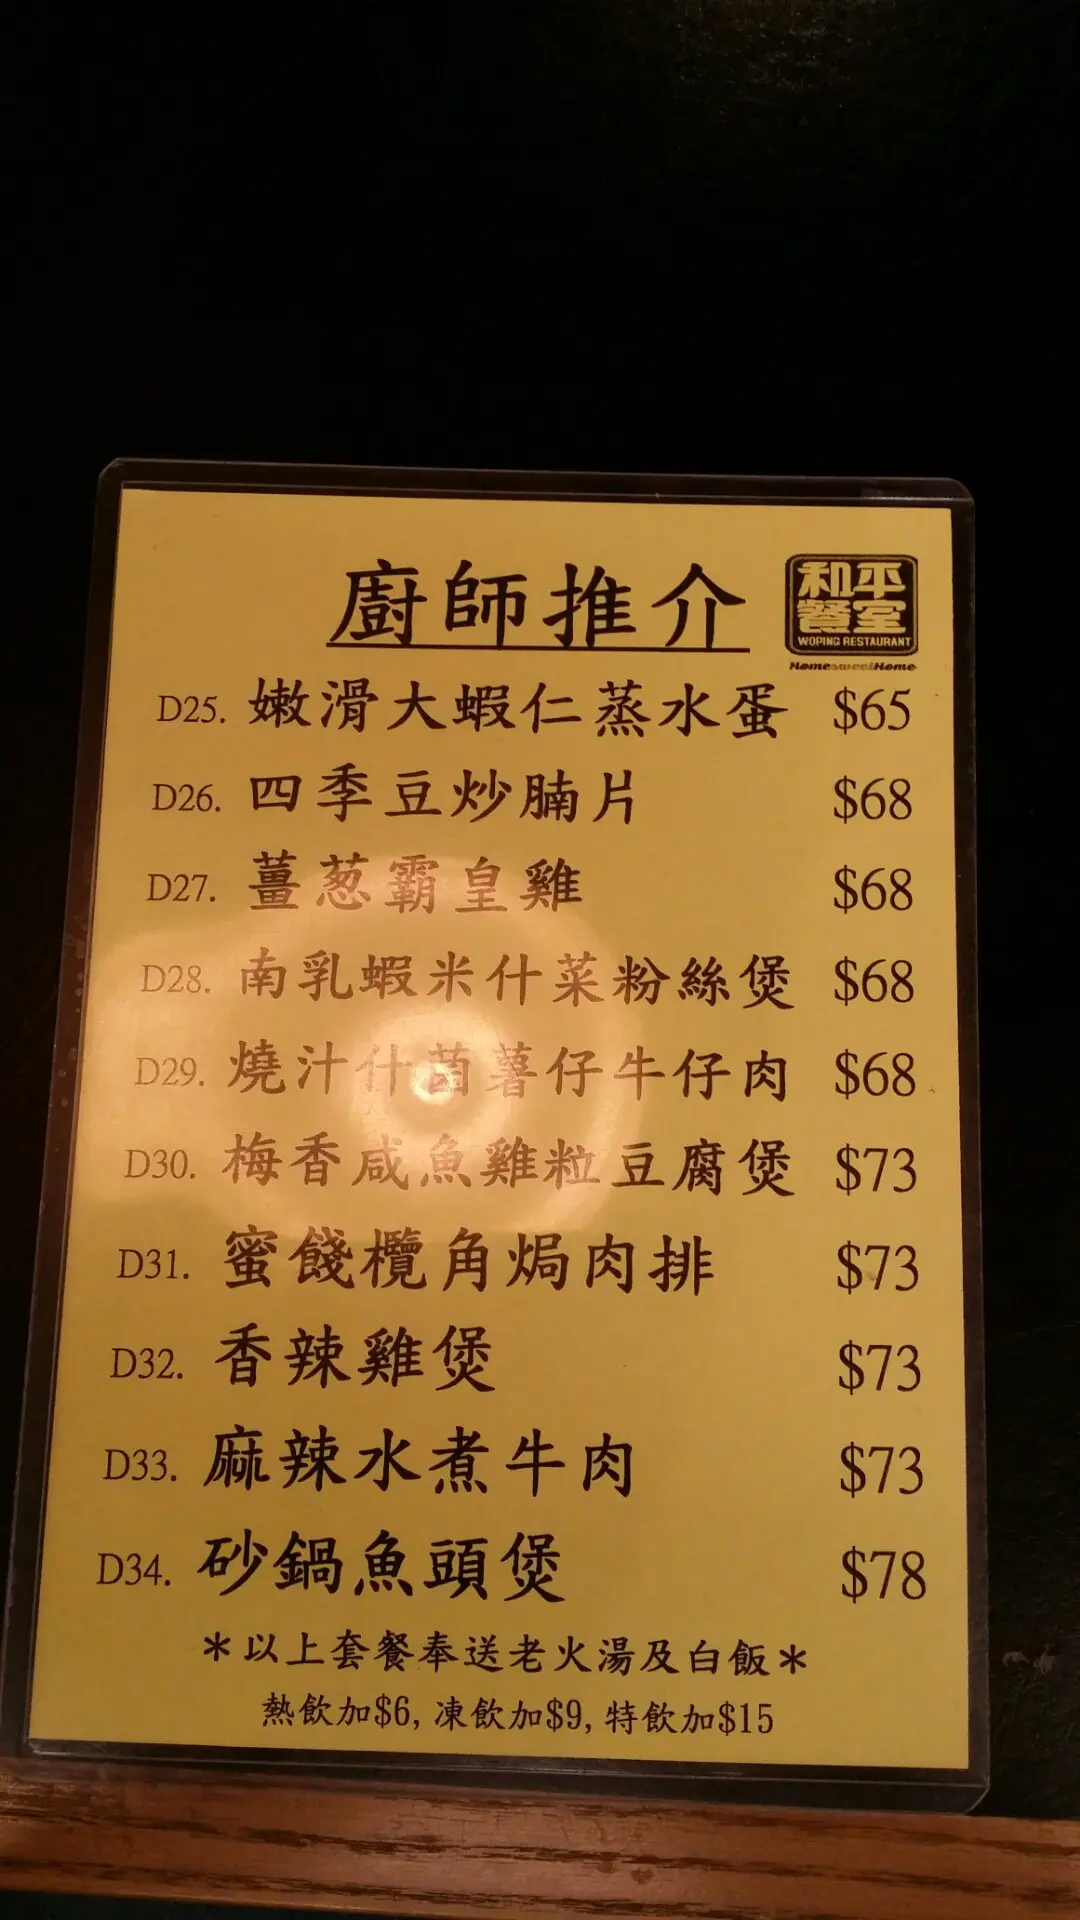 廚師推介
和平
餐室
WOPING RESTAURANT
HomesweetHome
D25. 嫩滑大蝦仁蒸水蛋 $65
D26. 四季豆炒腩片 $68
D27. 薑葱霸皇雞 $68
D28. 南乳蝦米什菜粉絲煲 $68
D29. 燒汁什菌薯仔牛仔肉 $68
D30. 梅香咸魚雞粒豆腐煲 $73
D31. 蜜餞欖角焗肉排 $73
D32. 香辣雞煲 $73
D33. 麻辣水煮牛肉 $73
D34. 砂鍋魚頭煲 $78
＊以上套餐奉送老火湯及白飯＊
熱飲加$6, 凍飲加$9, 特飲加$15